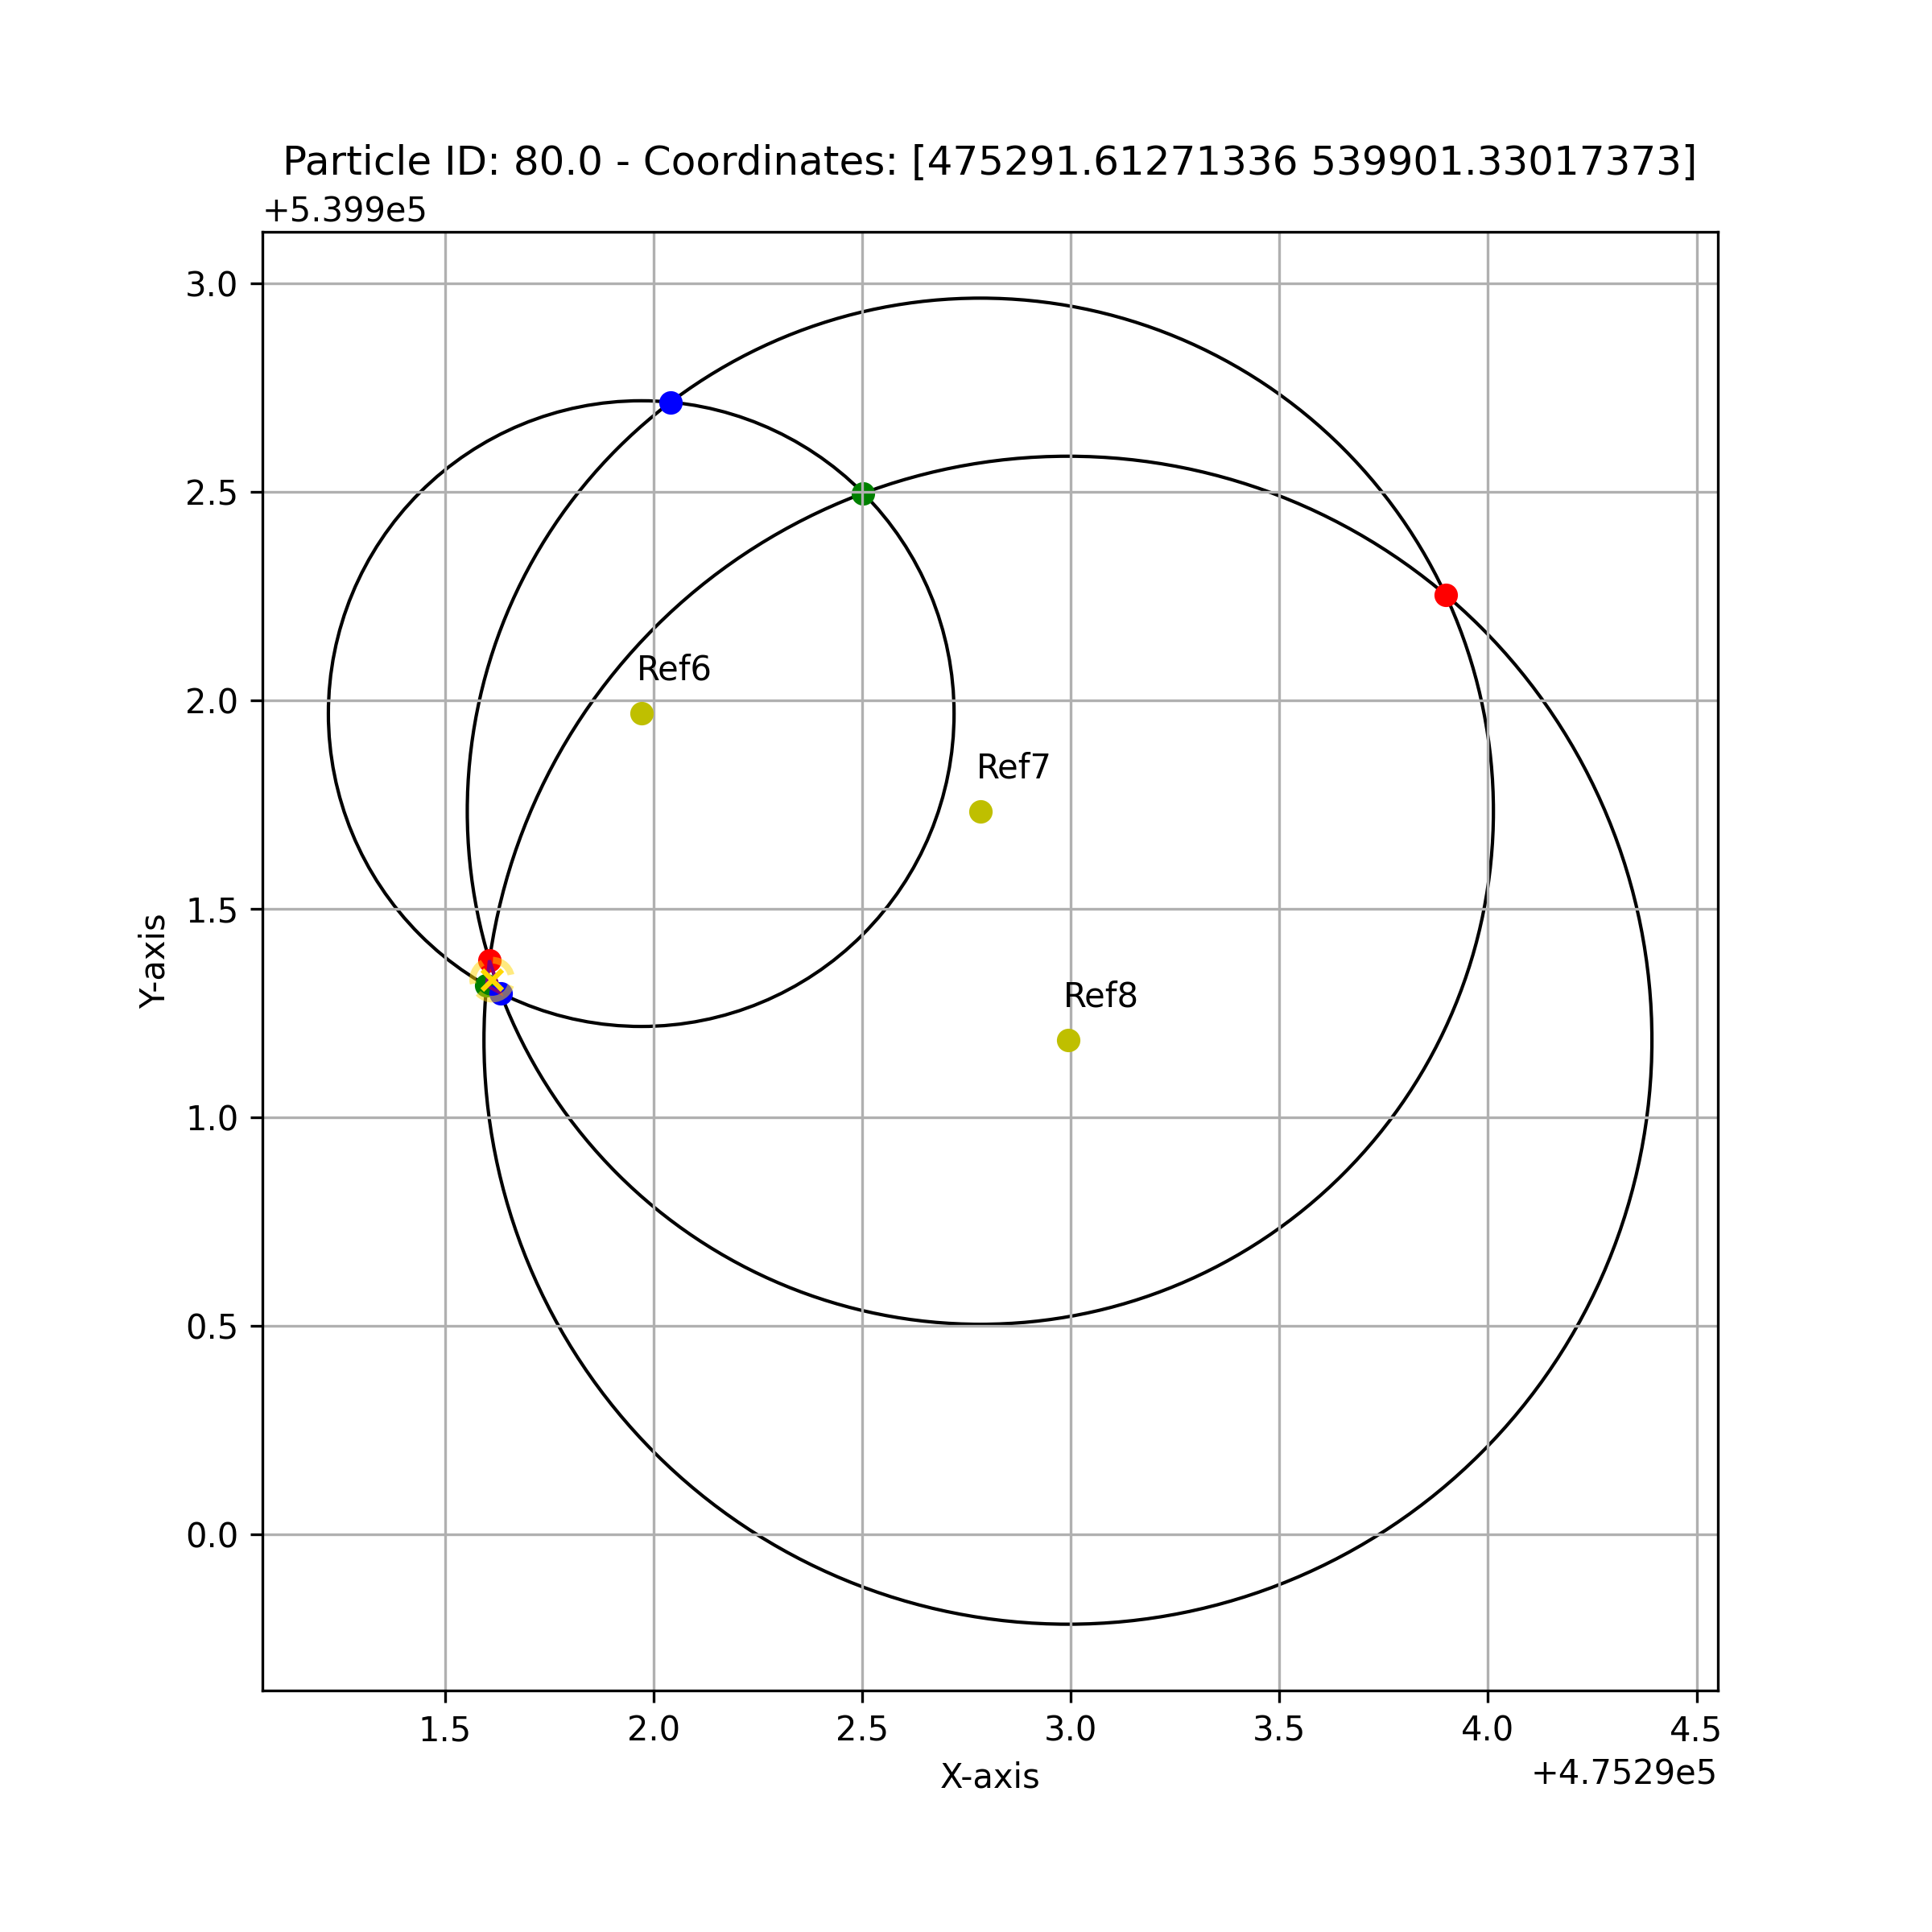 Particle ID: 80.0 - Coordinates: [475291.61271336 539901.33017373]
+5.399e5
3.0
2.5
2.0
1.5
1.0
0.5
0.0
Y-axis
Ref6
Ref7
Ref8
1.5 2.0 2.5 3.0 3.5 4.0 4.5
X-axis
+4.7529e5